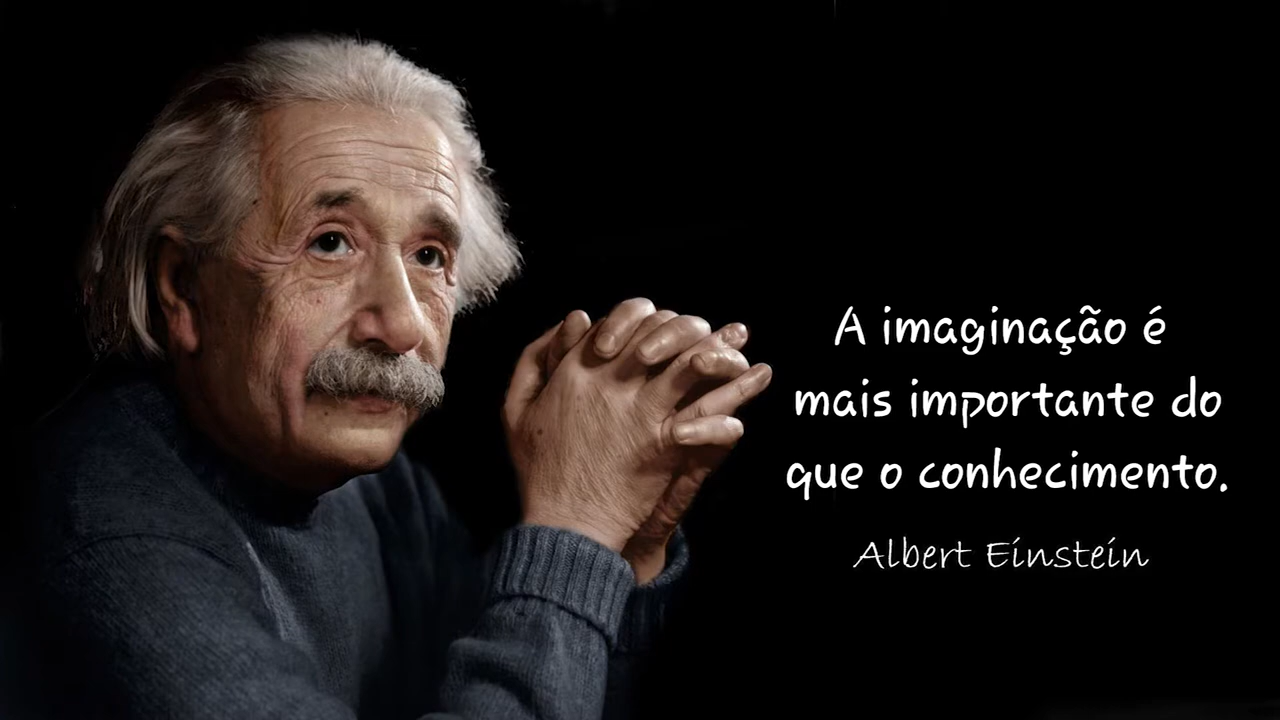 A imaginação é
mais importante do
que o conhecimento.
Albert Einstein